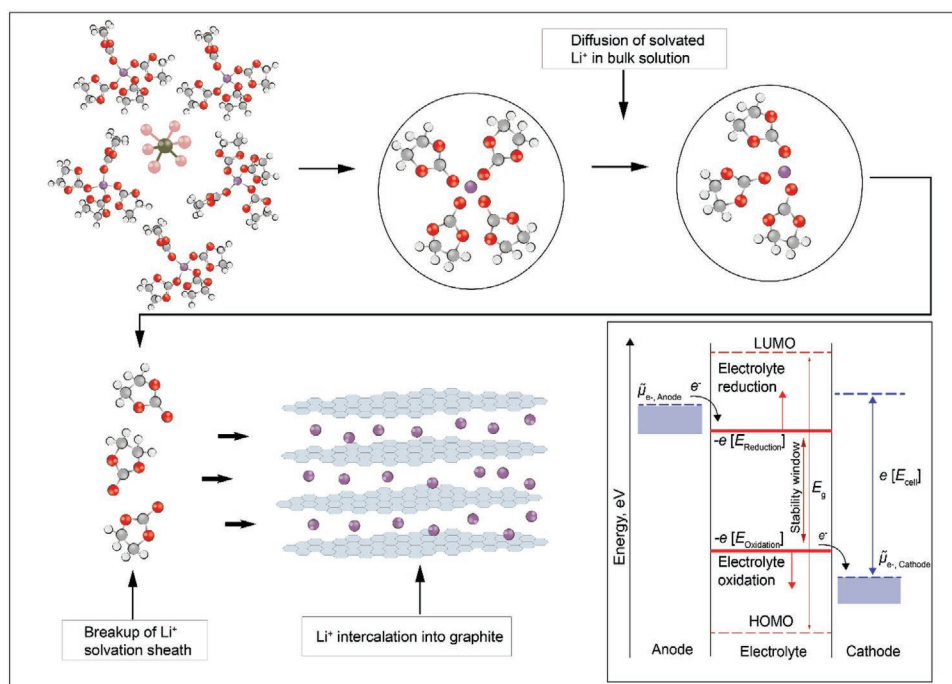 Diffusion of solvated
Li⁺ in bulk solution
Breakup of Li⁺
solvation sheath
Li⁺ intercalation into graphite
Energy, eV
LUMO
Electrolyte
reduction
μ̃e-, Anode
e-
-e [EReduction]
Stability window
Eg
e [Ecell]
-e [EOxidation]
e-
μ̃e-, Cathode
Electrolyte
oxidation
HOMO
Anode
Electrolyte
Cathode